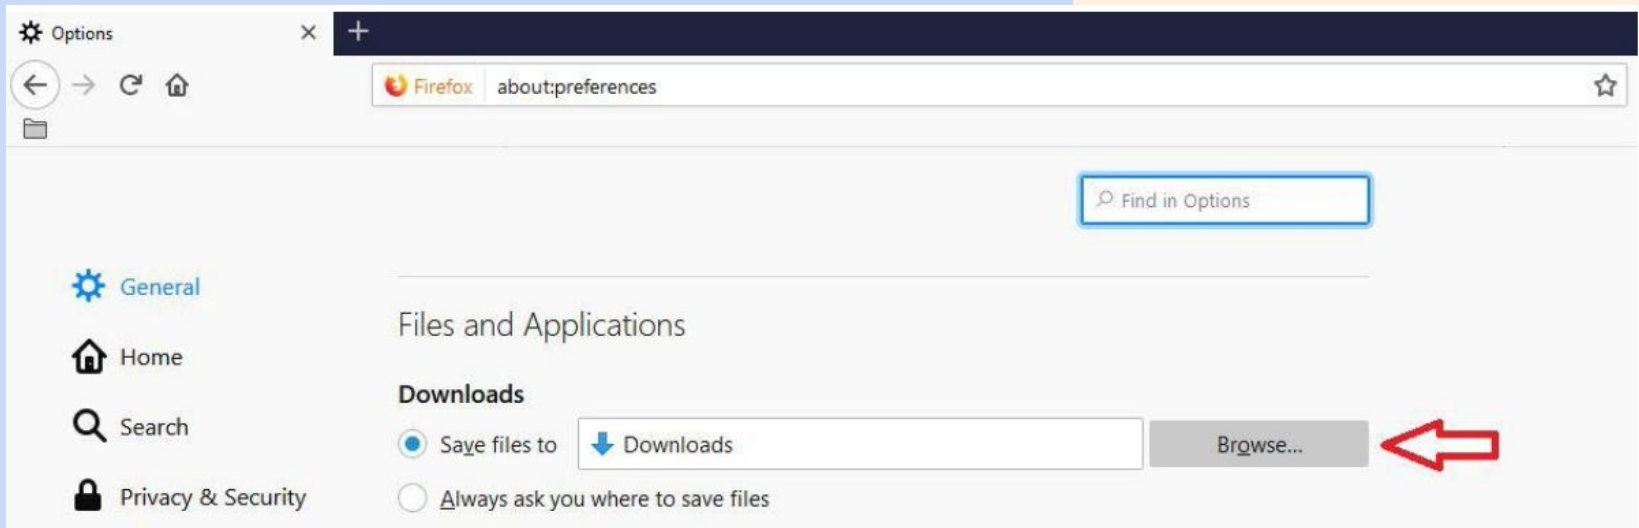 Options
Firefox about:preferences
Find in Options
General
Files and Applications
Home
Downloads
Search
Save files to Downloads Browse...
Privacy & Security
Always ask you where to save files